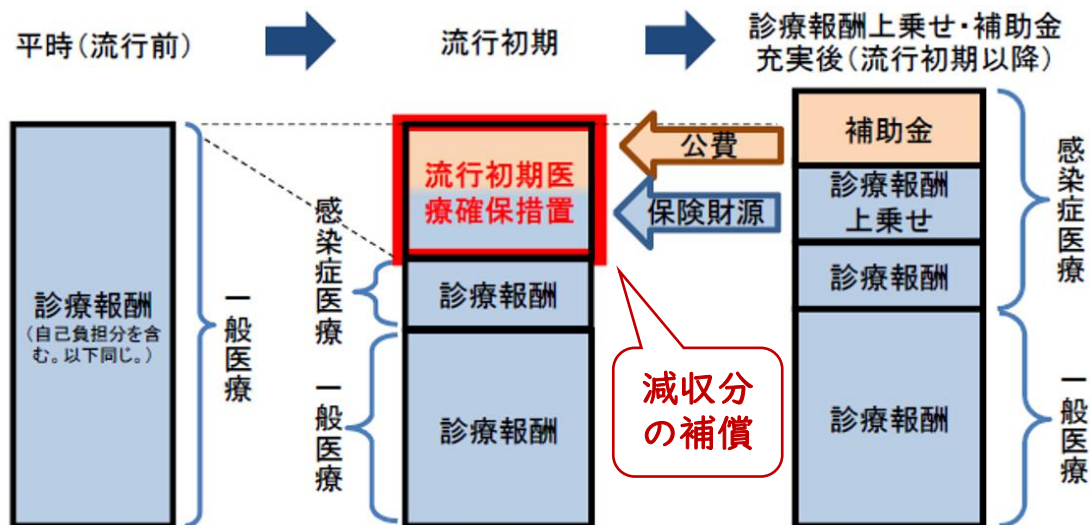 平時(流行前)
流行初期
診療報酬上乗せ・補助金
充実後(流行初期以降)
診療報酬
(自己負担分を含
む。以下同じ。)
一般医療
感染症医療
一般医療
流行初期医
療確保措置
診療報酬
診療報酬
公費
保険財源
減収分
の補償
補助金
診療報酬
上乗せ
診療報酬
診療報酬
感染症医療
一般医療